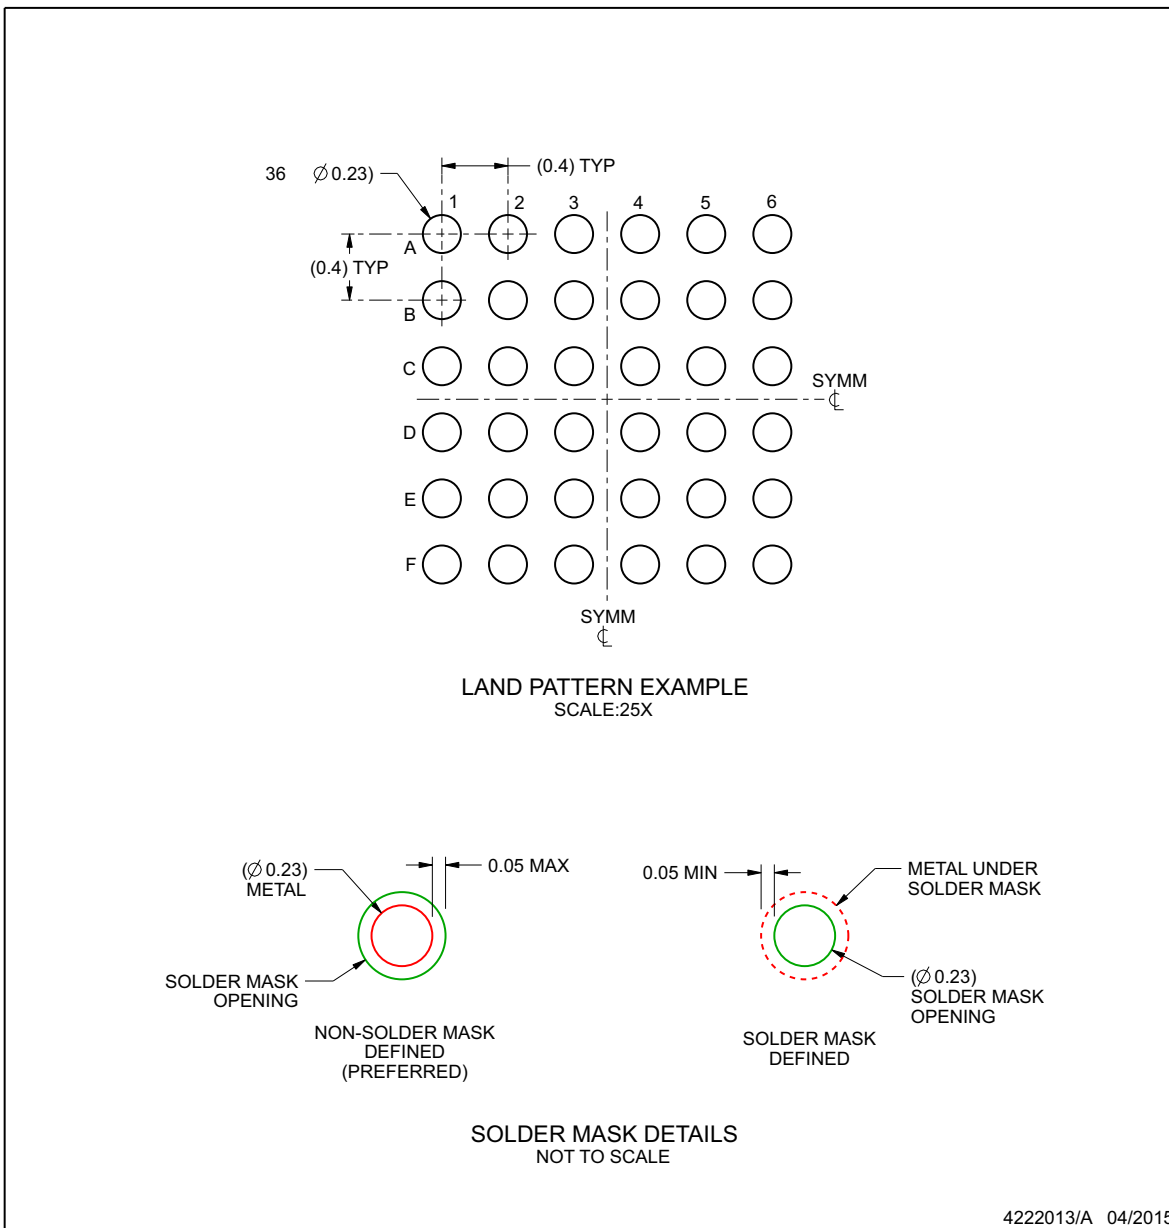 (0.4) TYP
36 ∅ 0.23)
1 2 3 4 5 6
A
(0.4) TYP
B
C
SYMM
℄
D
E
F
SYMM
℄
LAND PATTERN EXAMPLE
SCALE:25X
(∅ 0.23)
METAL
0.05 MAX
SOLDER MASK
OPENING
NON-SOLDER MASK
DEFINED
(PREFERRED)
0.05 MIN
METAL UNDER
SOLDER MASK
(∅ 0.23)
SOLDER MASK
OPENING
SOLDER MASK
DEFINED
SOLDER MASK DETAILS
NOT TO SCALE
4222013/A 04/2015